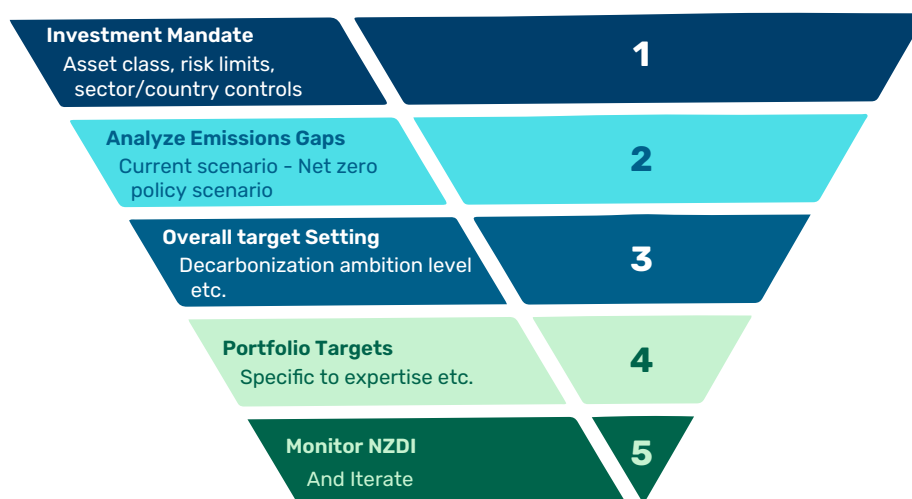 Investment Mandate
Asset class, risk limits,
sector/country controls
1
Analyze Emissions Gaps
Current scenario - Net zero
policy scenario
2
Overall target Setting
Decarbonization ambition level
etc.
3
Portfolio Targets
Specific to expertise etc.
4
Monitor NZDI
And Iterate
5